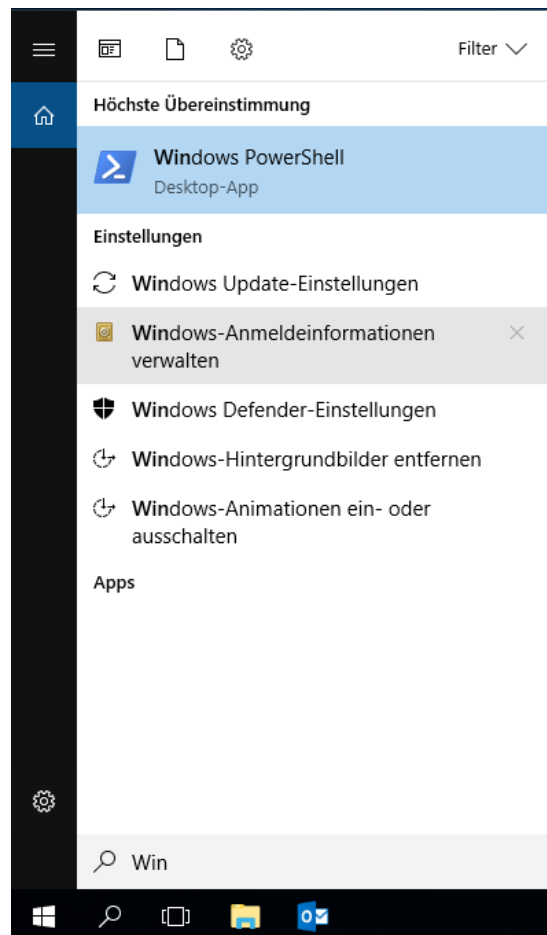 Filter
Höchste Übereinstimmung
Windows PowerShell
Desktop-App
Einstellungen
Windows Update-Einstellungen
Windows-Anmeldeinformationen
verwalten
Windows Defender-Einstellungen
Windows-Hintergrundbilder entfernen
Windows-Animationen ein- oder
ausschalten
Apps
Win